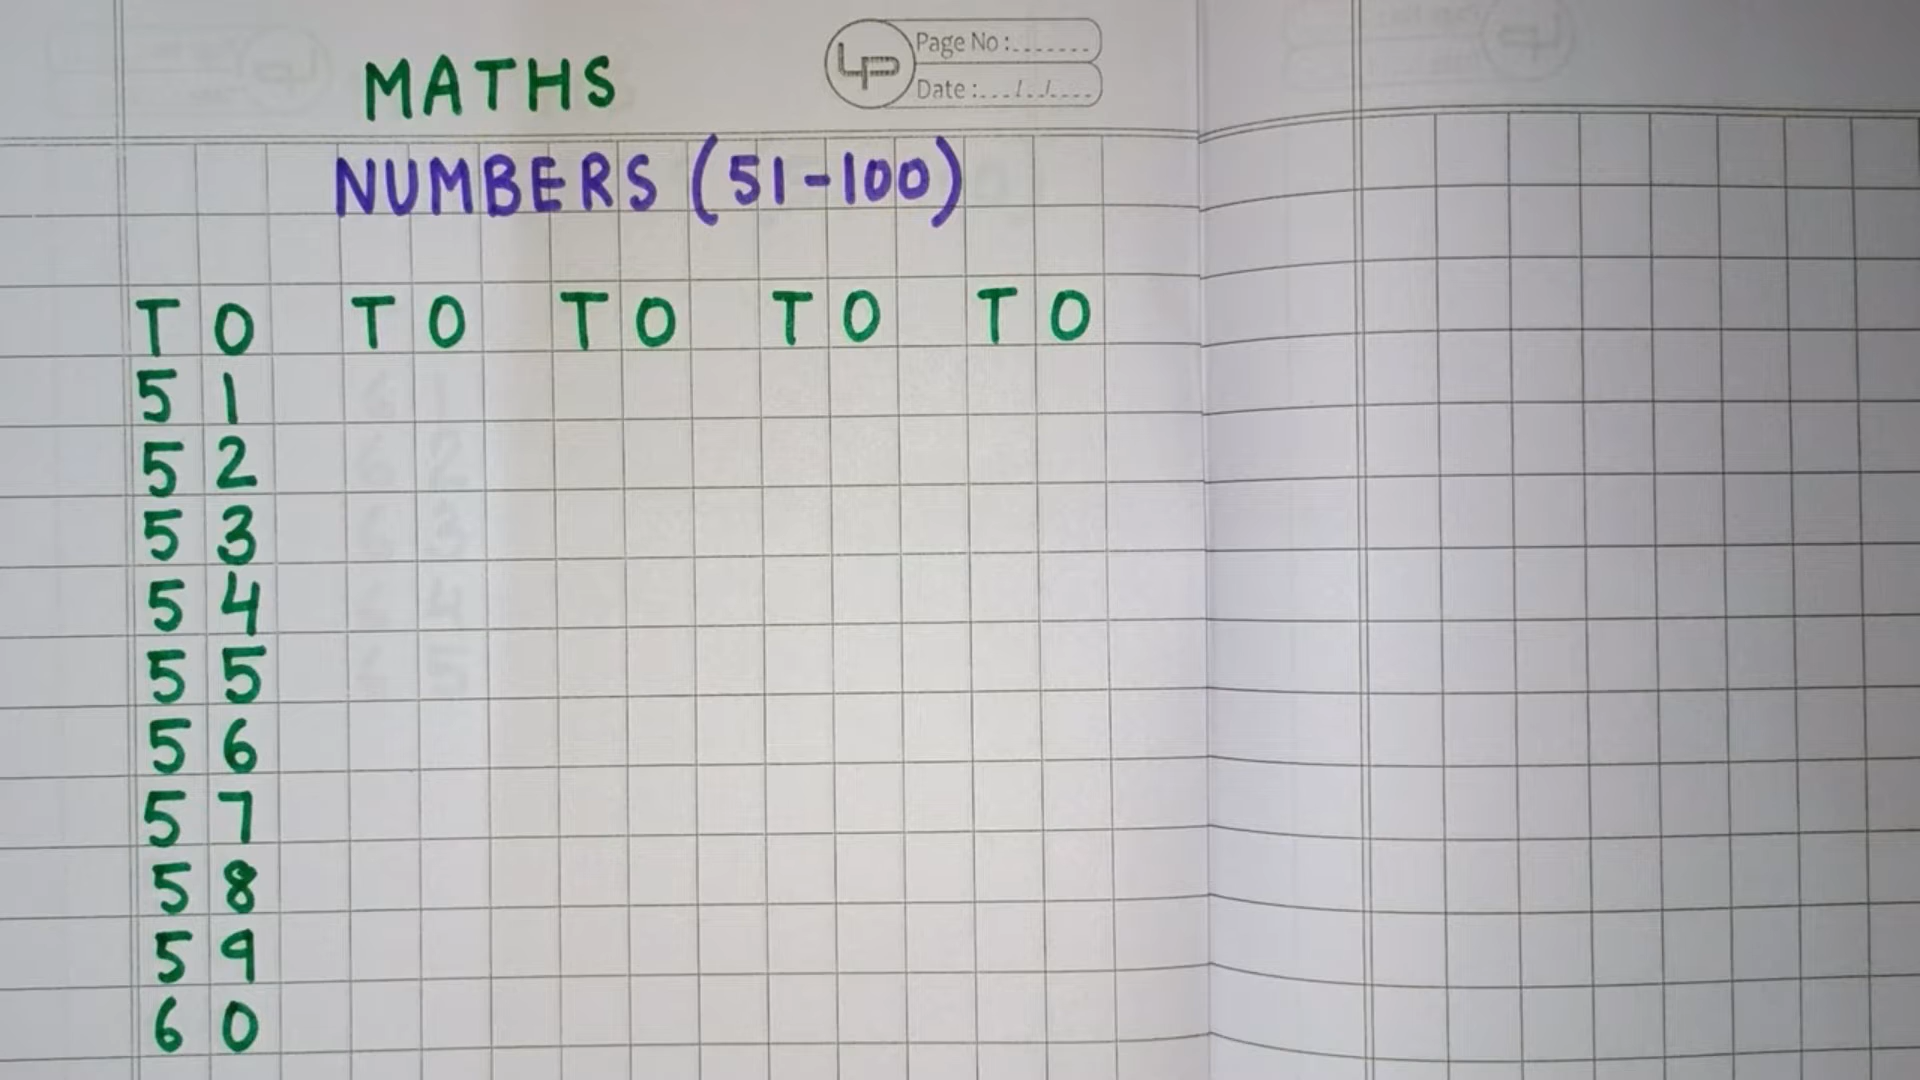 MATHS
LP
Page No :.......
Date :..../.../....
NUMBERS (51-100)
T O T O T O T O T O
5 1
5 2
5 3
5 4
5 5
5 6
5 7
5 8
5 9
6 0